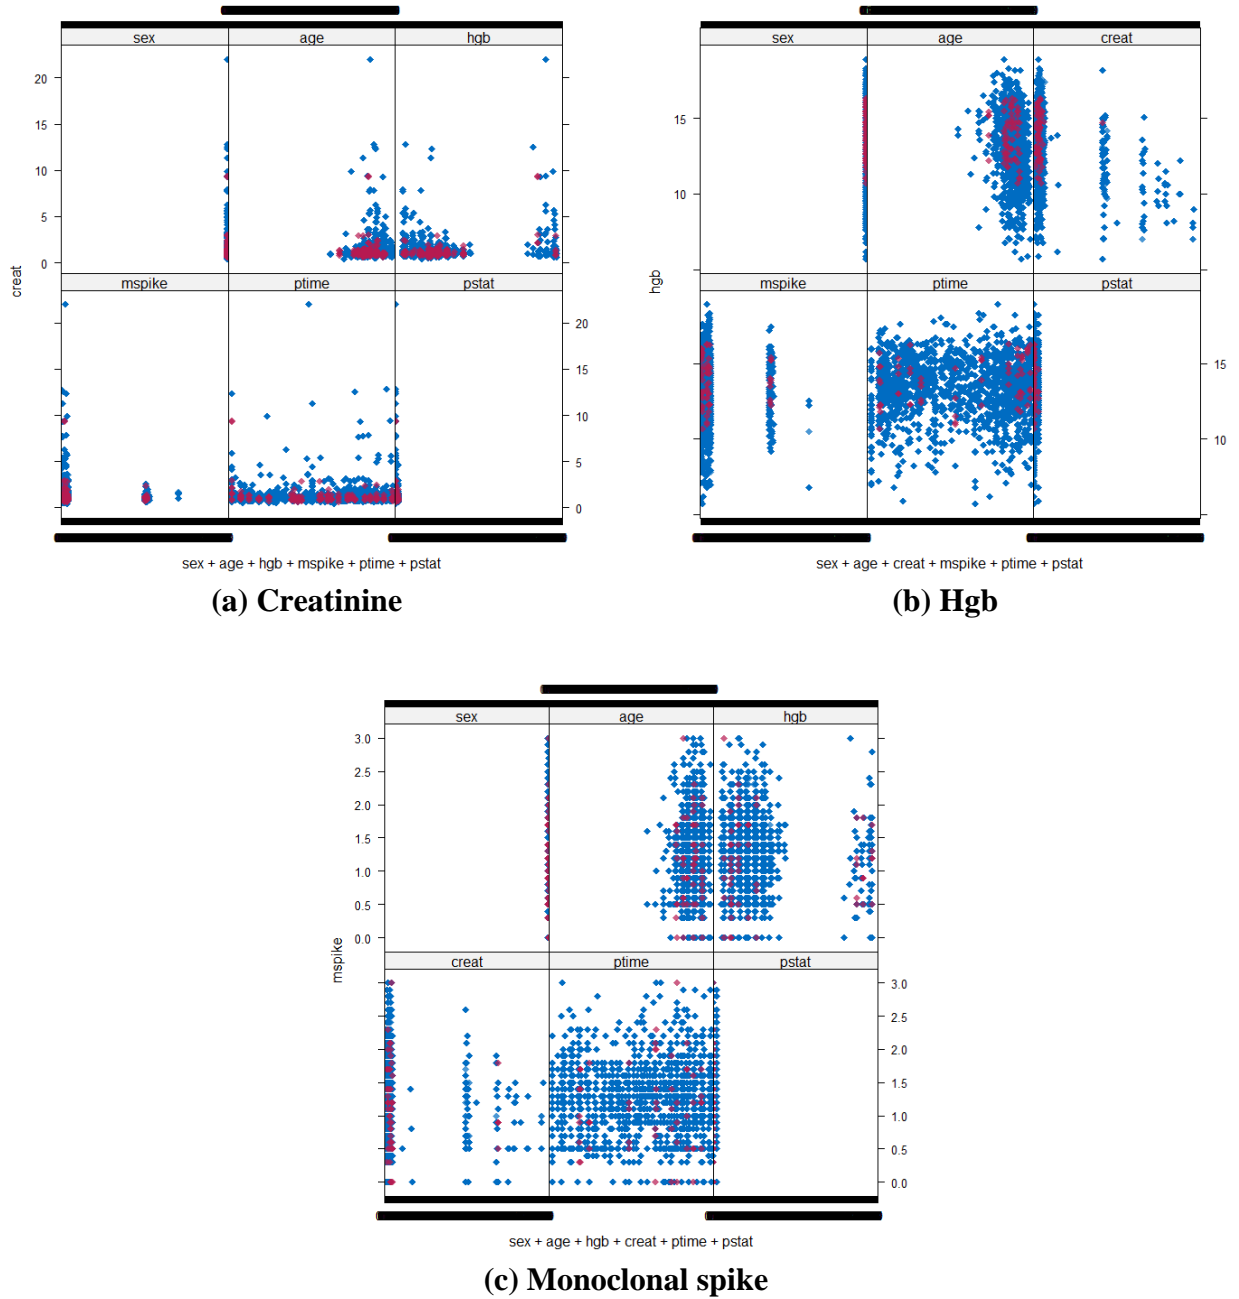 sex age hgb
20
15
10
5
0
creat
mspike ptime pstat
20
15
10
5
0
sex + age + hgb + mspike + ptime + pstat
(a) Creatinine
sex age creat
15
10
hgb
mspike ptime pstat
15
10
sex + age + creat + mspike + ptime + pstat
(b) Hgb
sex age hgb
3.0
2.5
2.0
1.5
1.0
0.5
0.0
mspike
creat ptime pstat
3.0
2.5
2.0
1.5
1.0
0.5
0.0
sex + age + hgb + creat + ptime + pstat
(c) Monoclonal spike